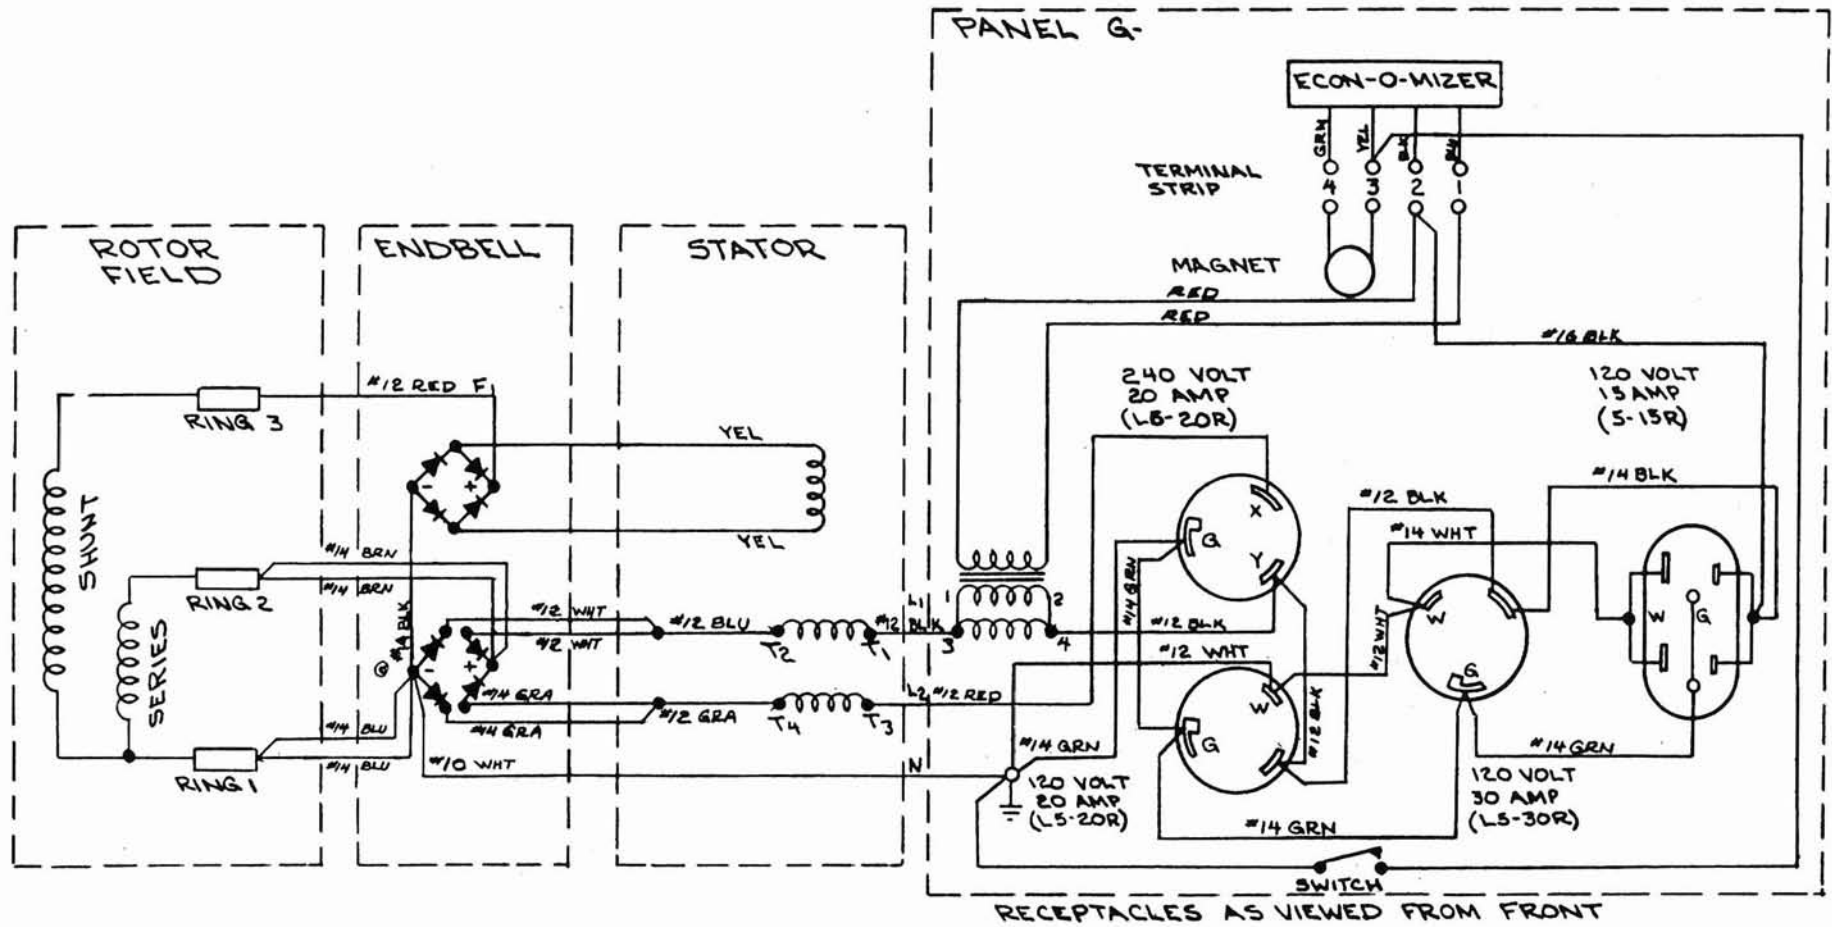 PANEL G-
ECON-O-MIZER
GRN
YEL
BLK
BLU
TERMINAL
STRIP
4 3 2 1
MAGNET
RED
RED
#16 BLK
ROTOR
FIELD
ENDBELL
STATOR
240 VOLT
20 AMP
(L6-20R)
120 VOLT
15 AMP
(5-15R)
#12 RED F1
RING 3
YEL
- +
YEL
SHUNT
#14 BRN
#14 BRN
RING 2
#14 BLK
SERIES
#12 WHT
#12 WHT
#12 BLU
T2
T1
L1
#12 BLK
1 2
3 4
#12 BLK
- +
#14 GRA
#14 GRA
#12 GRA
T4
T3
L2 #12 RED
#14 BLU
#14 BLU
RING 1
#10 WHT
N
X
G
Y
#14 GRN
#12 BLK
#14 WHT
#14 BLK
W
G
W G
#12 WHT
#12 WHT
W
G
#12 BLK
#14 GRN
#14 GRN
120 VOLT
20 AMP
(L5-20R)
120 VOLT
30 AMP
(L5-30R)
#14 GRN
SWITCH
RECEPTACLES AS VIEWED FROM FRONT